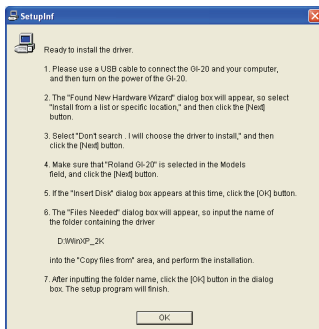 SetupInf
Ready to install the driver.
1. Please use a USB cable to connect the GI-20 and your computer,
and then turn on the power of the GI-20.
2. The "Found New Hardware Wizard" dialog box will appear, so select
"Install from a list or specific location," and then click the [Next]
button.
3. Select "Don't search . I will choose the driver to install," and then
click the [Next] button.
4. Make sure that "Roland GI-20" is selected in the Models
field, and click the [Next] button.
5. If the "Insert Disk" dialog box appears at this time, click the [OK] button.
6. The "Files Needed" dialog box will appear, so input the name of
the folder containing the driver
D:\WinXP_2K
into the "Copy files from" area, and perform the installation.
7. After inputting the folder name, click the [OK] button in the dialog
box. The setup program will finish.
OK